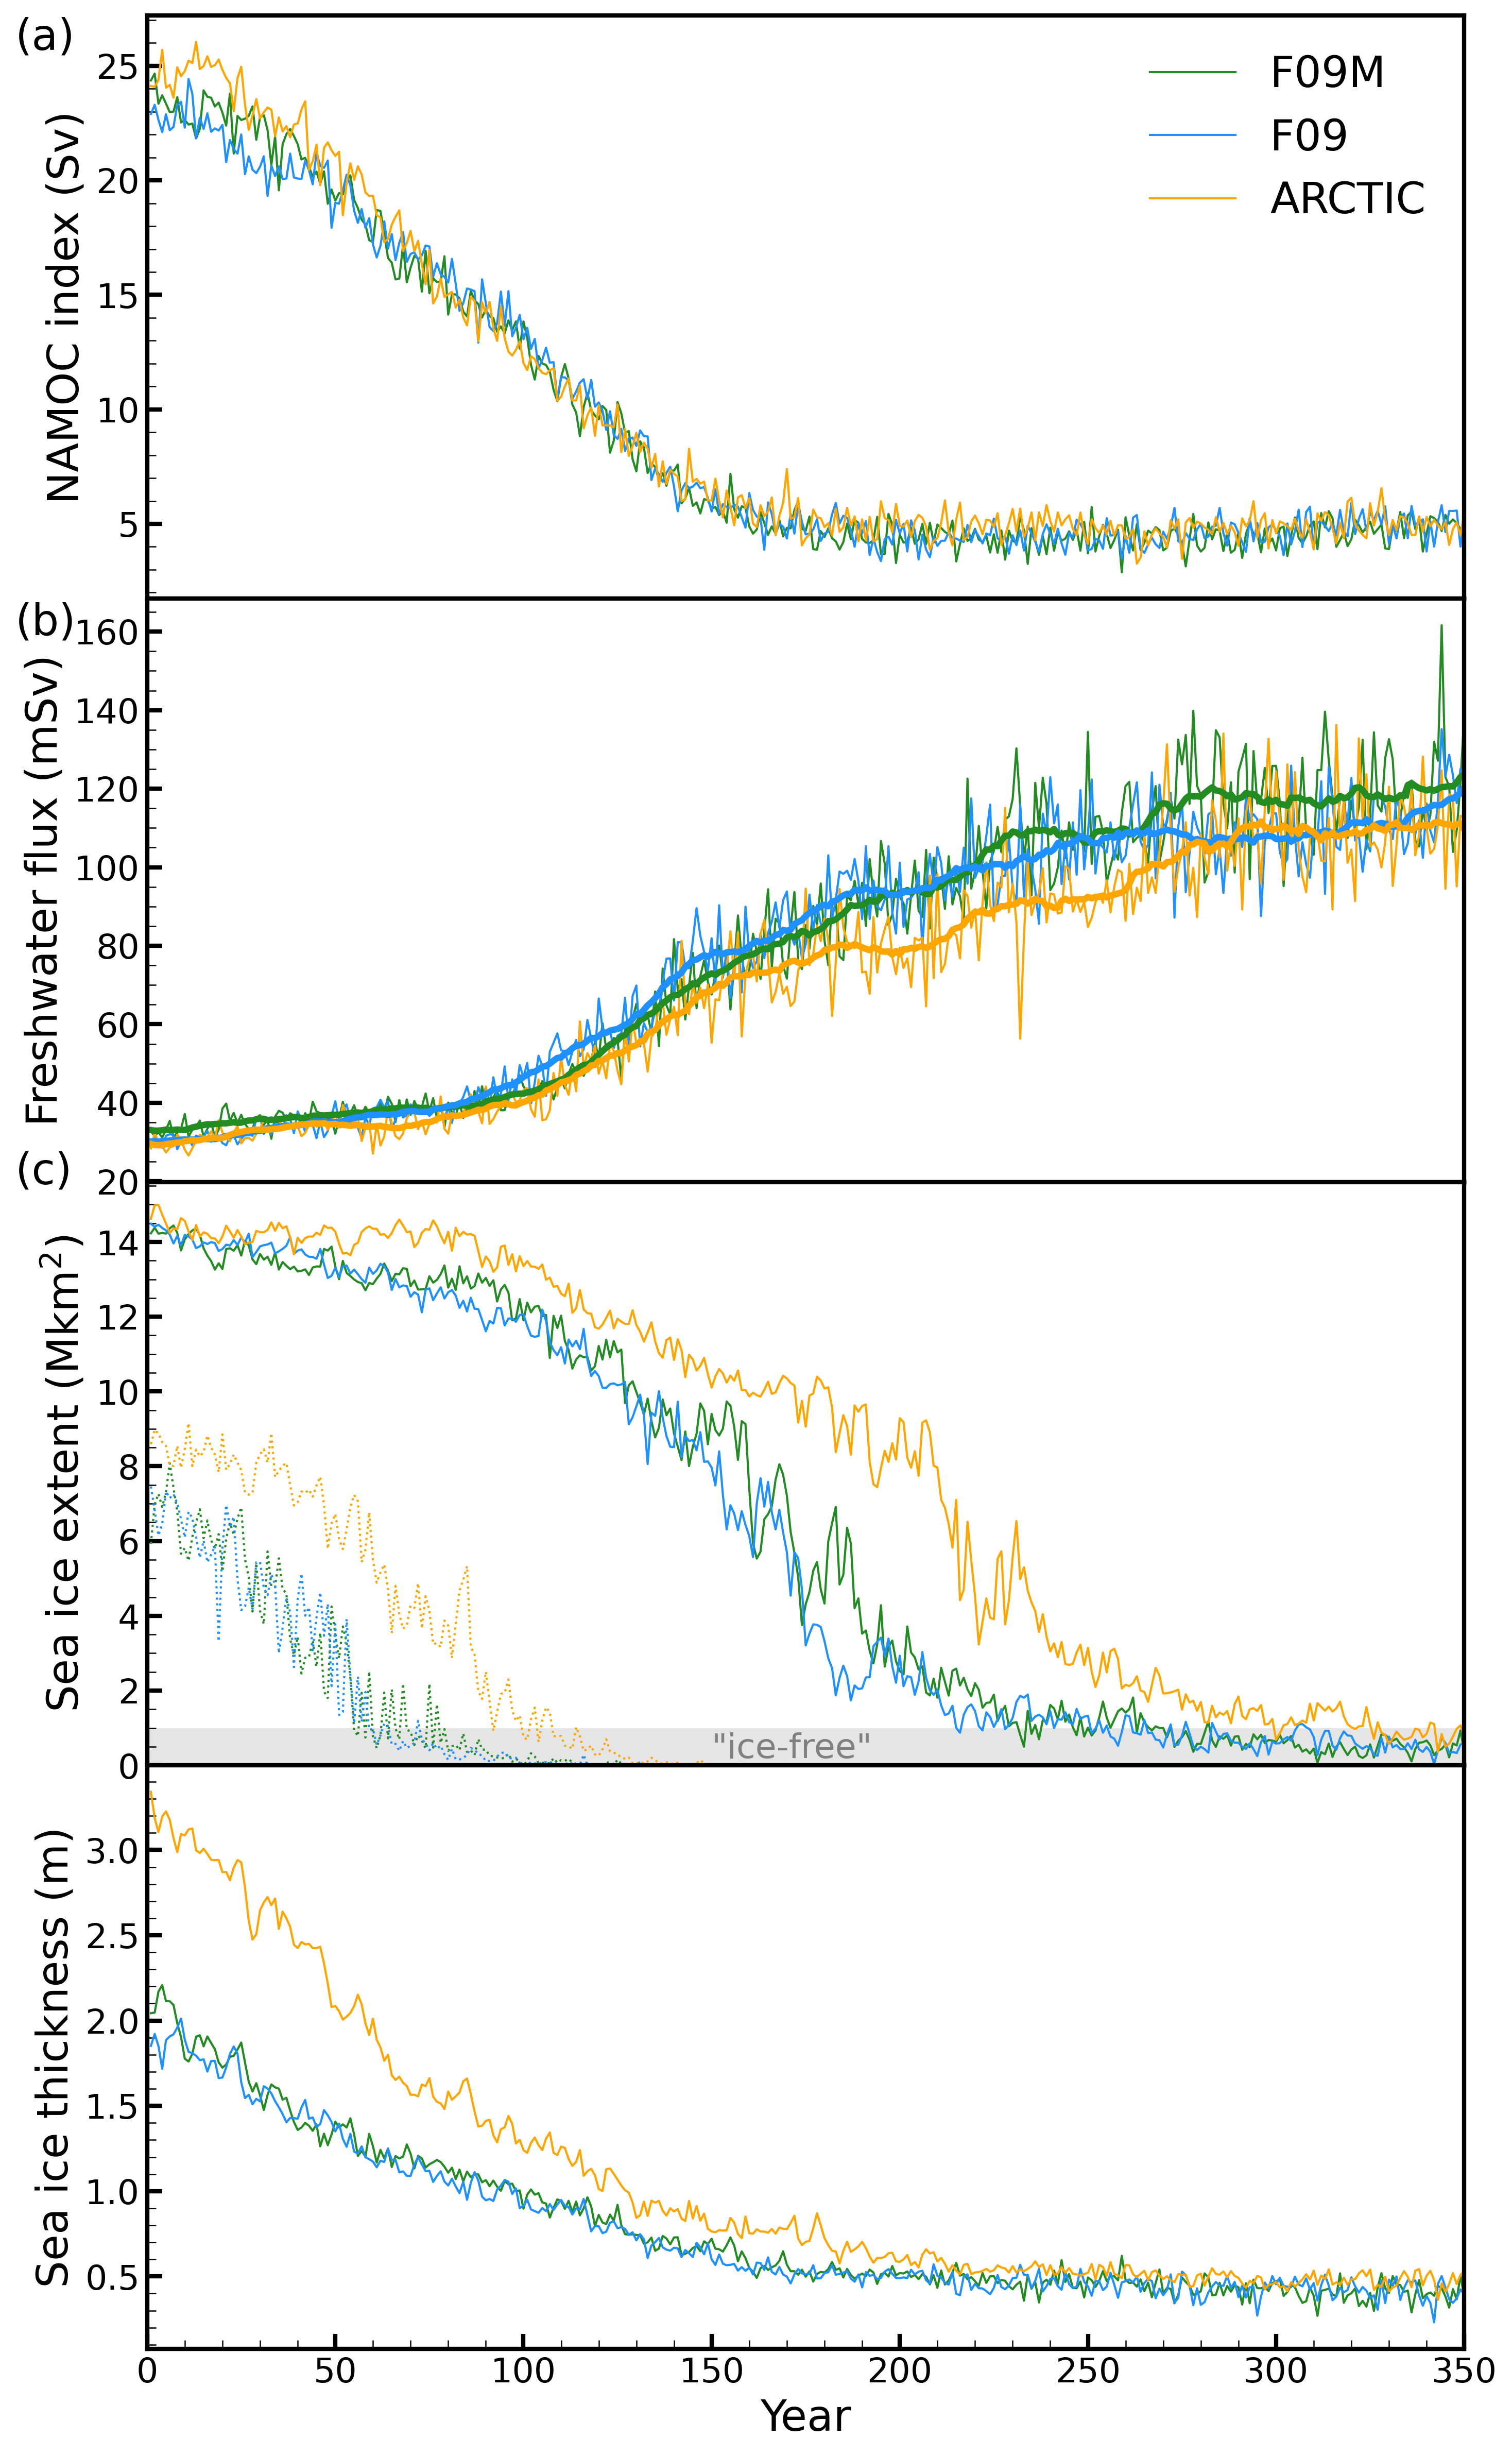 (a)
NAMOC index (Sv)
25
20
15
10
5
F09M
F09
ARCTIC
(b)
Freshwater flux (mSv)
160
140
120
100
80
60
40
20
(c)
Sea ice extent (Mkm²)
14
12
10
8
6
4
2
0
"ice-free"
Sea ice thickness (m)
3.0
2.5
2.0
1.5
1.0
0.5
0 50 100 150 200 250 300 350
Year